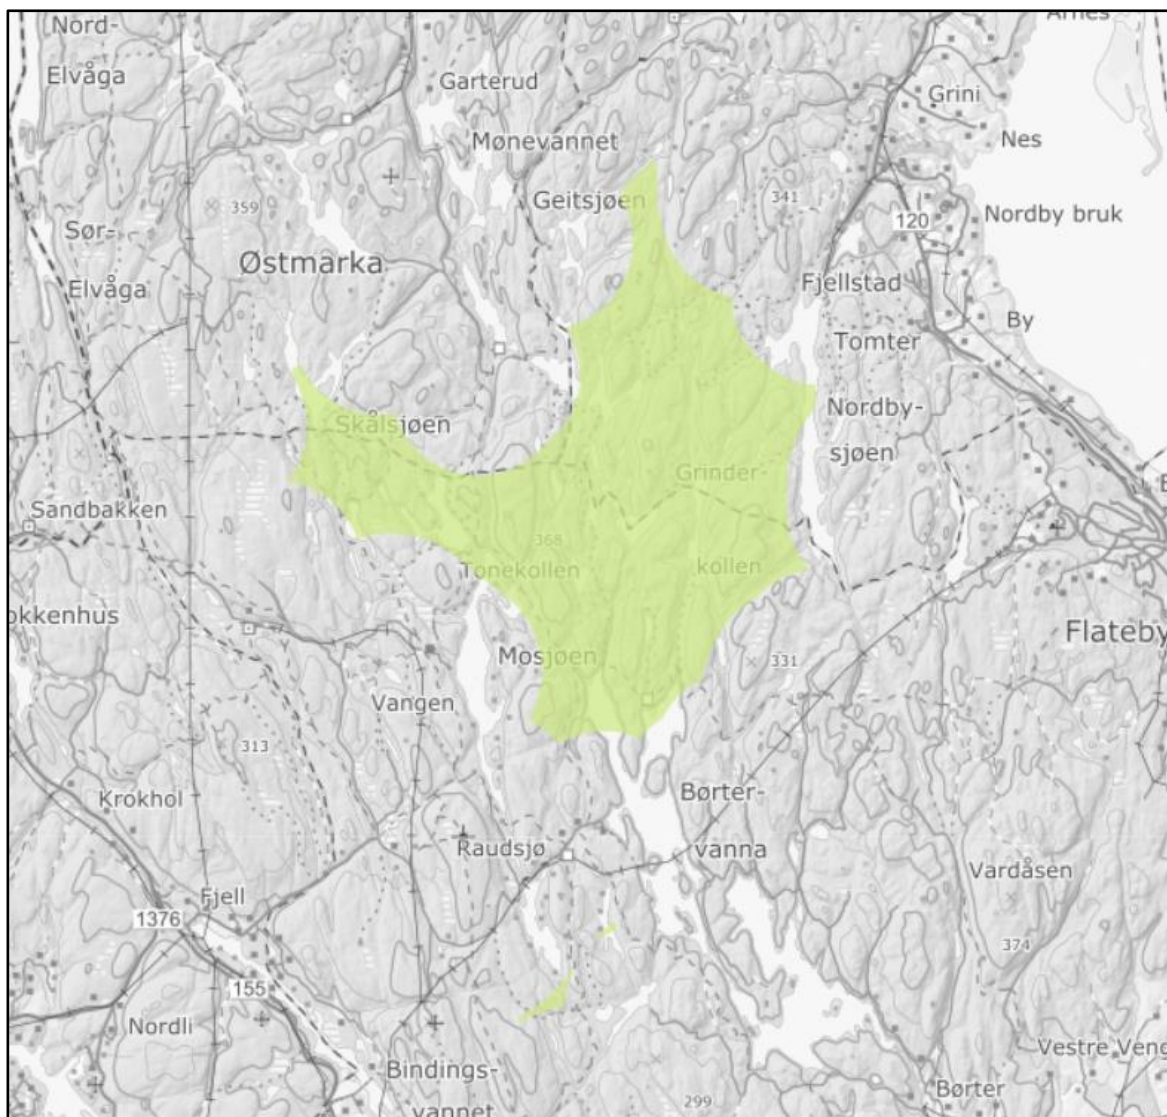 Nord-
Elvåga
Garterud
Grini
Mønevannet
Nes
Geitsjøen
341
359
Nordby bruk
120
Sør-
Elvåga
Østmarka
Fjellstad
By
Tomter
Skålsjøen
Nordby-
sjøen
Grinder-
kollen
Sandbakken
368
Tonekollen
okkenhus
Flateby
Mosjøen
331
Vangen
313
Krokhol
Børter-
vanna
Raudsjø
Vardåsen
Fjell
1376
374
155
Nordli
Bindings-
vannet
Vestre Veng
Børter
299